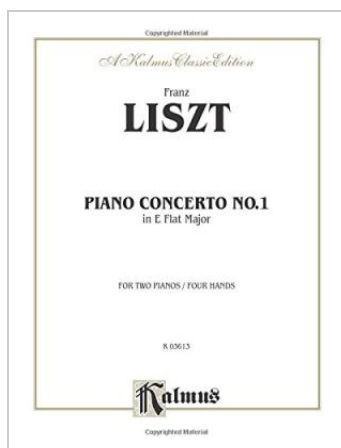 Copyrighted Material
A Kalmus Classic Edition
Franz
LISZT
PIANO CONCERTO NO.1
in E Flat Major
FOR TWO PIANOS / FOUR HANDS
K 03613
Kalmus
Copyrighted Material